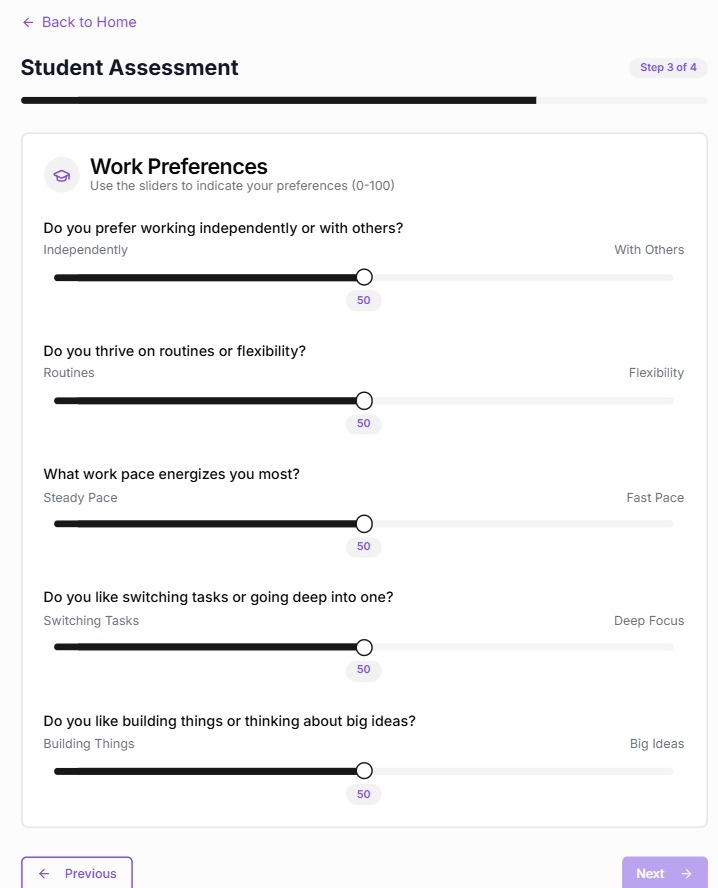 ← Back to Home
Student Assessment
Step 3 of 4
Work Preferences
Use the sliders to indicate your preferences (0-100)
Do you prefer working independently or with others?
Independently With Others
50
Do you thrive on routines or flexibility?
Routines Flexibility
50
What work pace energizes you most?
Steady Pace Fast Pace
50
Do you like switching tasks or going deep into one?
Switching Tasks Deep Focus
50
Do you like building things or thinking about big ideas?
Building Things Big Ideas
50
← Previous Next →